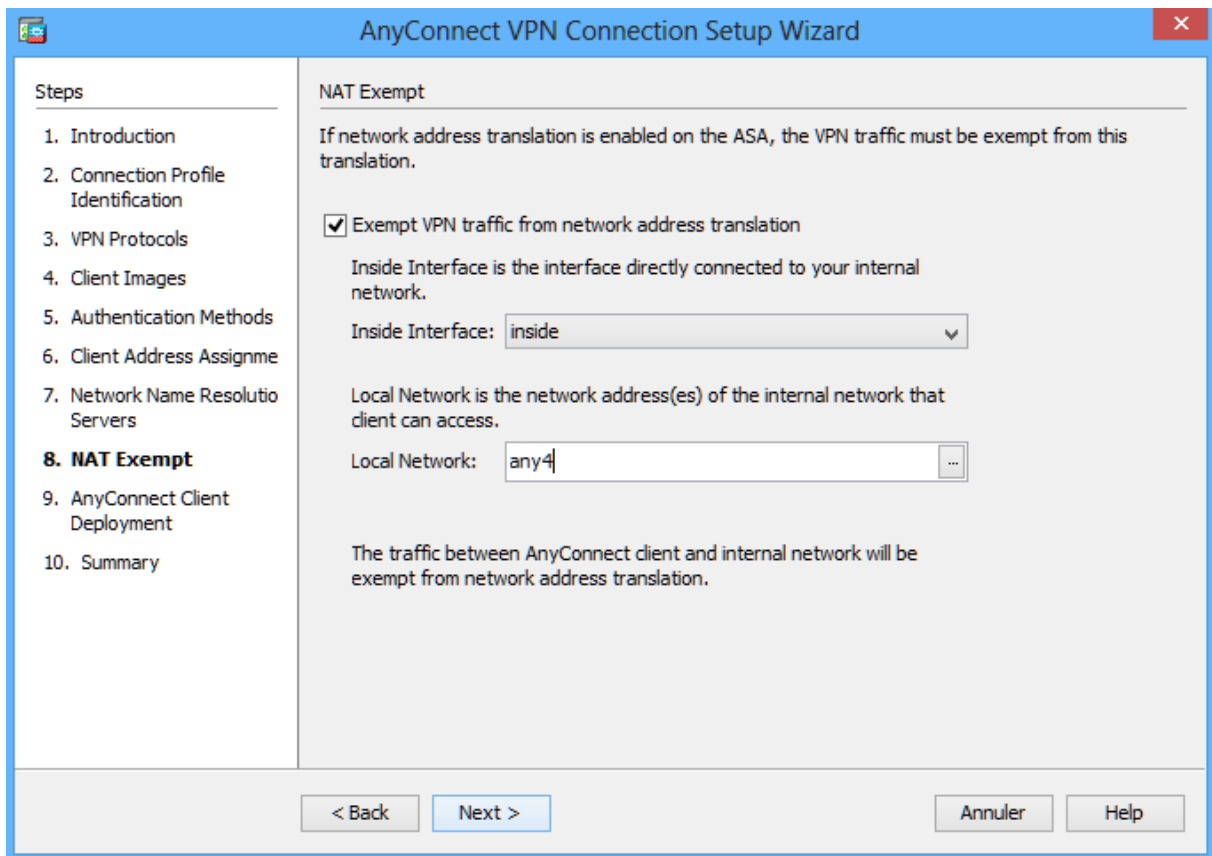 AnyConnect VPN Connection Setup Wizard
Steps
1. Introduction
2. Connection Profile
Identification
3. VPN Protocols
4. Client Images
5. Authentication Methods
6. Client Address Assignme
7. Network Name Resolutio
Servers
8. NAT Exempt
9. AnyConnect Client
Deployment
10. Summary
NAT Exempt
If network address translation is enabled on the ASA, the VPN traffic must be exempt from this
translation.
Exempt VPN traffic from network address translation
Inside Interface is the interface directly connected to your internal
network.
Inside Interface: inside
Local Network is the network address(es) of the internal network that
client can access.
Local Network: any4
...
The traffic between AnyConnect client and internal network will be
exempt from network address translation.
< Back Next > Annuler Help